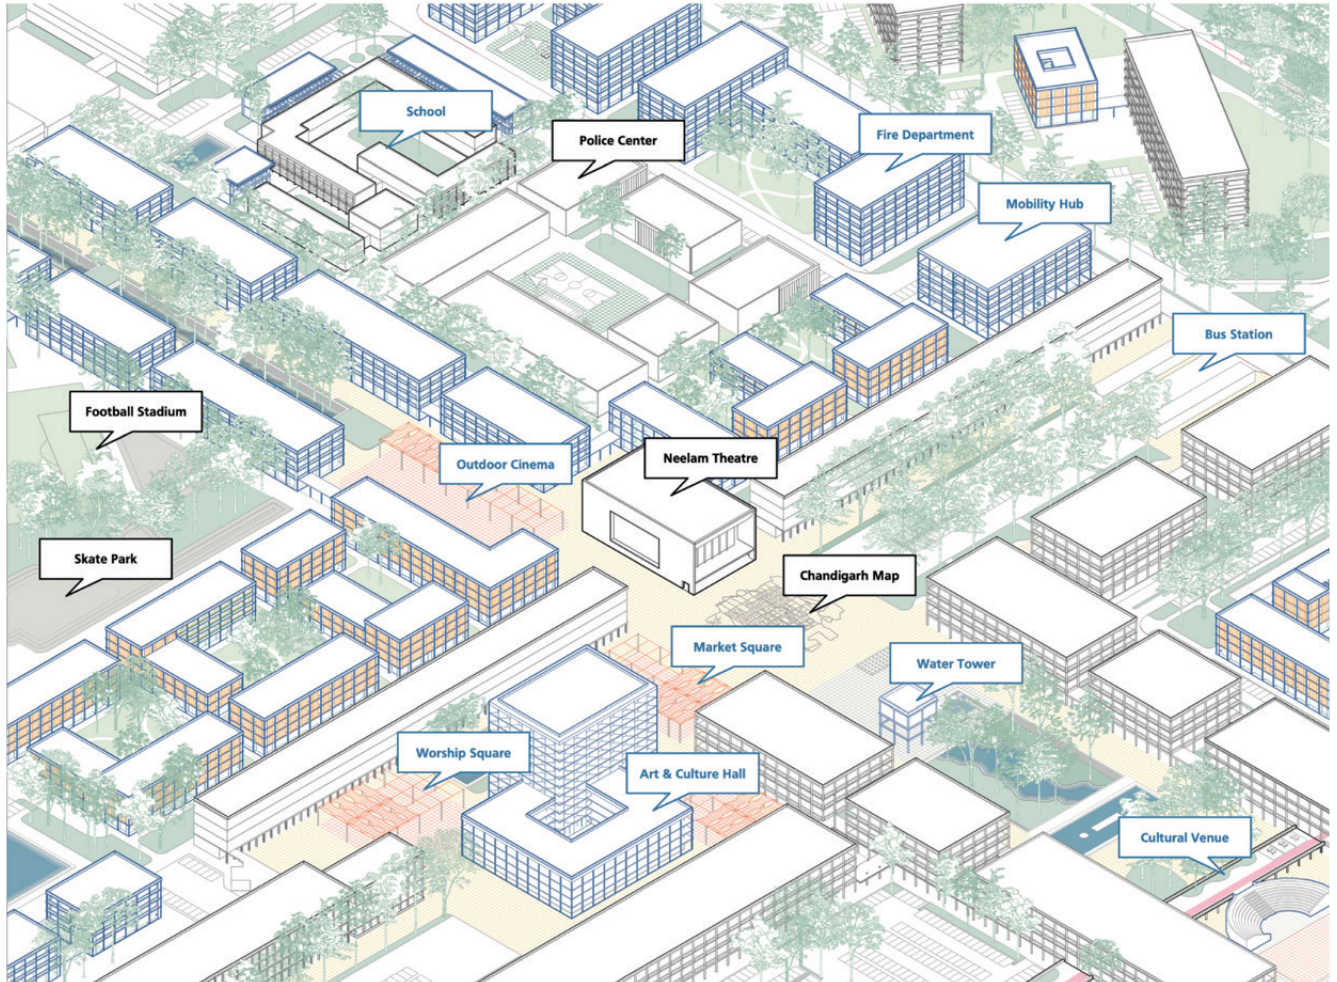 School
Police Center
Fire Department
Mobility Hub
Bus Station
Football Stadium
Outdoor Cinema
Neelam Theatre
Skate Park
Chandigarh Map
Market Square
Water Tower
Worship Square
Art & Culture Hall
Cultural Venue